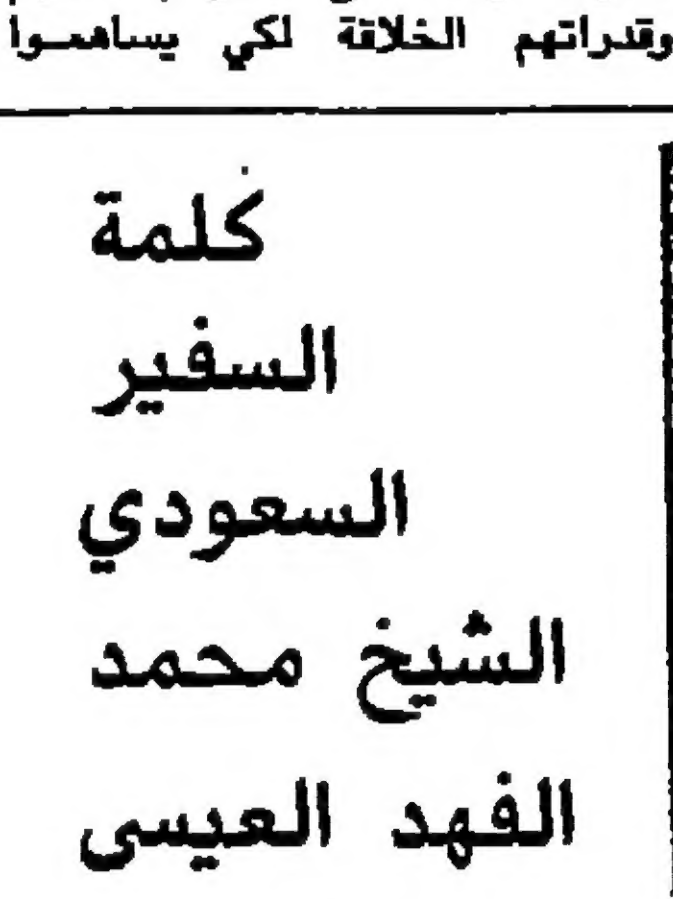 وقدراتهم الخلاقة لكي يساهموا
كلمة
السفير
السعودي
الشيخ محمد
الفهد العيسى